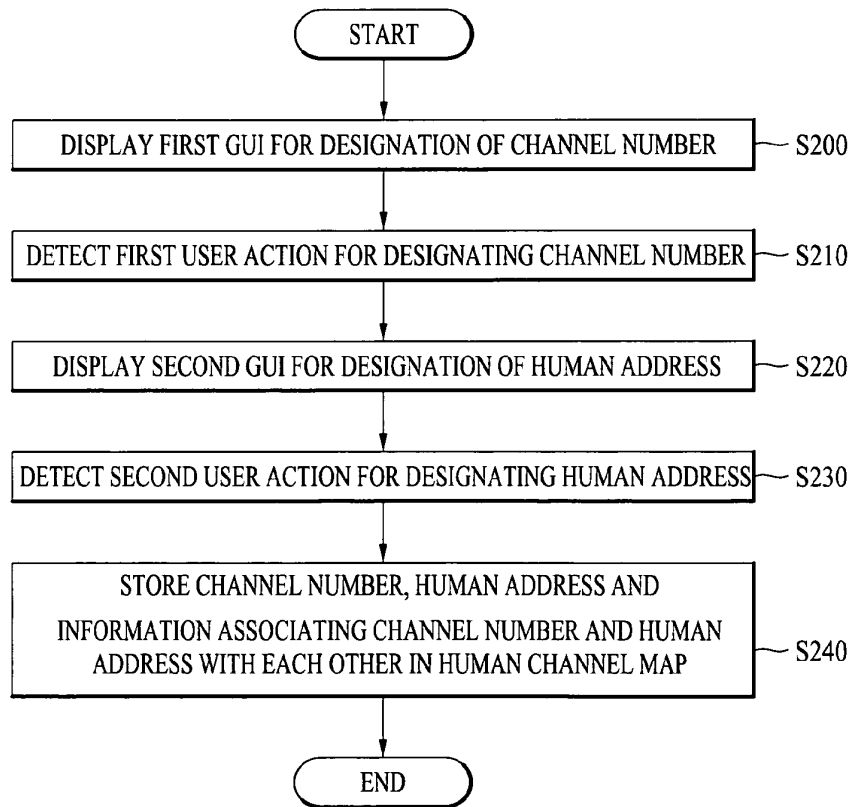 START
DISPLAY FIRST GUI FOR DESIGNATION OF CHANNEL NUMBER
S200
DETECT FIRST USER ACTION FOR DESIGNATING CHANNEL NUMBER
S210
DISPLAY SECOND GUI FOR DESIGNATION OF HUMAN ADDRESS
S220
DETECT SECOND USER ACTION FOR DESIGNATING HUMAN ADDRESS
S230
STORE CHANNEL NUMBER, HUMAN ADDRESS AND
INFORMATION ASSOCIATING CHANNEL NUMBER AND HUMAN
ADDRESS WITH EACH OTHER IN HUMAN CHANNEL MAP
S240
END